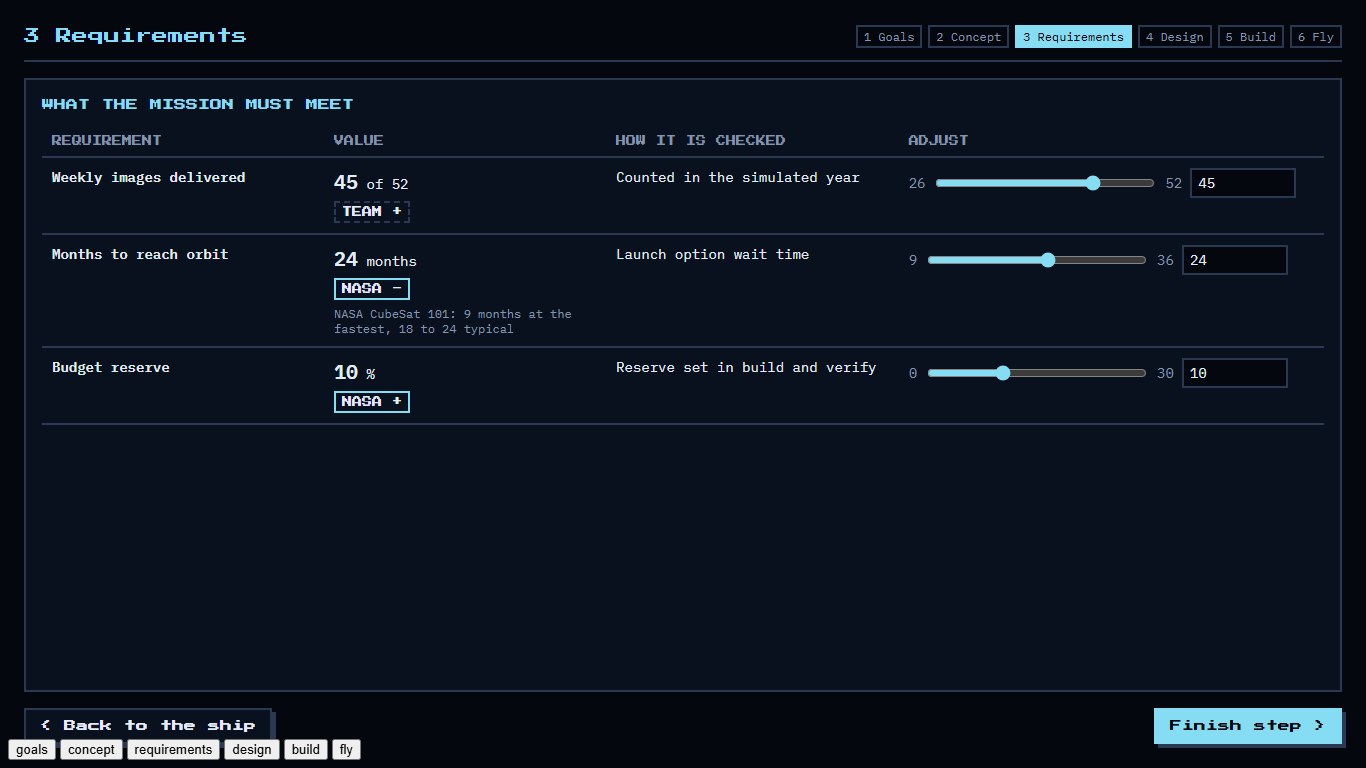 3 Requirements
1 Goals
2 Concept
3 Requirements
4 Design
5 Build
6 Fly
WHAT THE MISSION MUST MEET
REQUIREMENT VALUE HOW IT IS CHECKED ADJUST
Weekly images delivered
45 of 52
TEAM +
Counted in the simulated year
26 52 45
Months to reach orbit
24 months
NASA −
NASA CubeSat 101: 9 months at the
fastest, 18 to 24 typical
Launch option wait time
9 36 24
Budget reserve
10 %
NASA +
Reserve set in build and verify
0 30 10
‹ Back to the ship
Finish step ›
goals
concept
requirements
design
build
fly